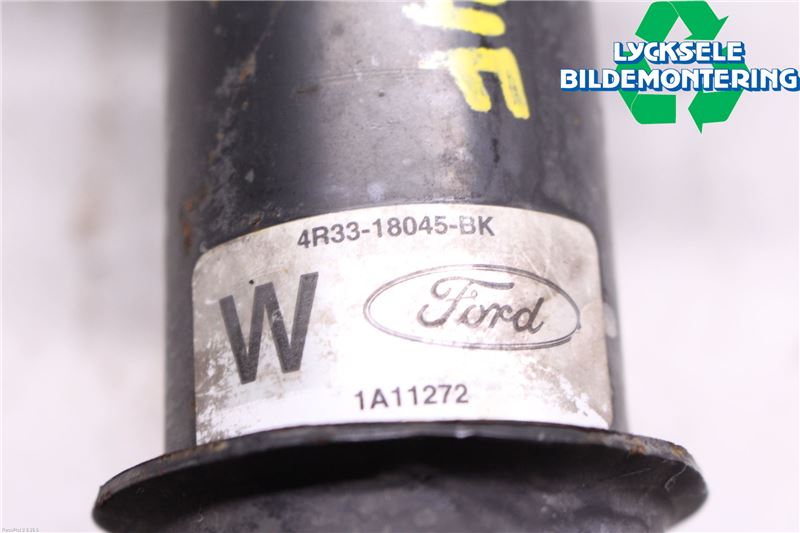 LYCKSELE
BILDEMONTERING
4R33-18045-BK
W
Ford
1A11272